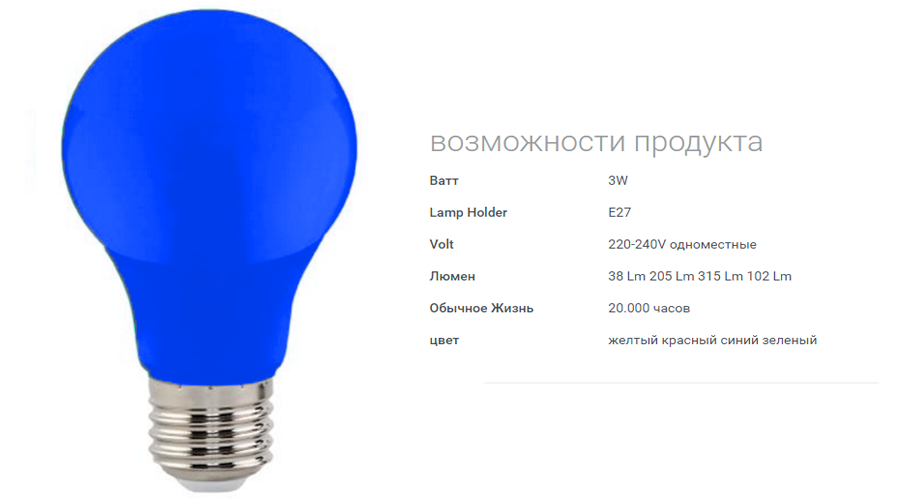 возможности продукта
Ватт 3W
Lamp Holder E27
Volt 220-240V одноместные
Люмен 38 Lm 205 Lm 315 Lm 102 Lm
Обычное Жизнь 20.000 часов
цвет желтый красный синий зеленый